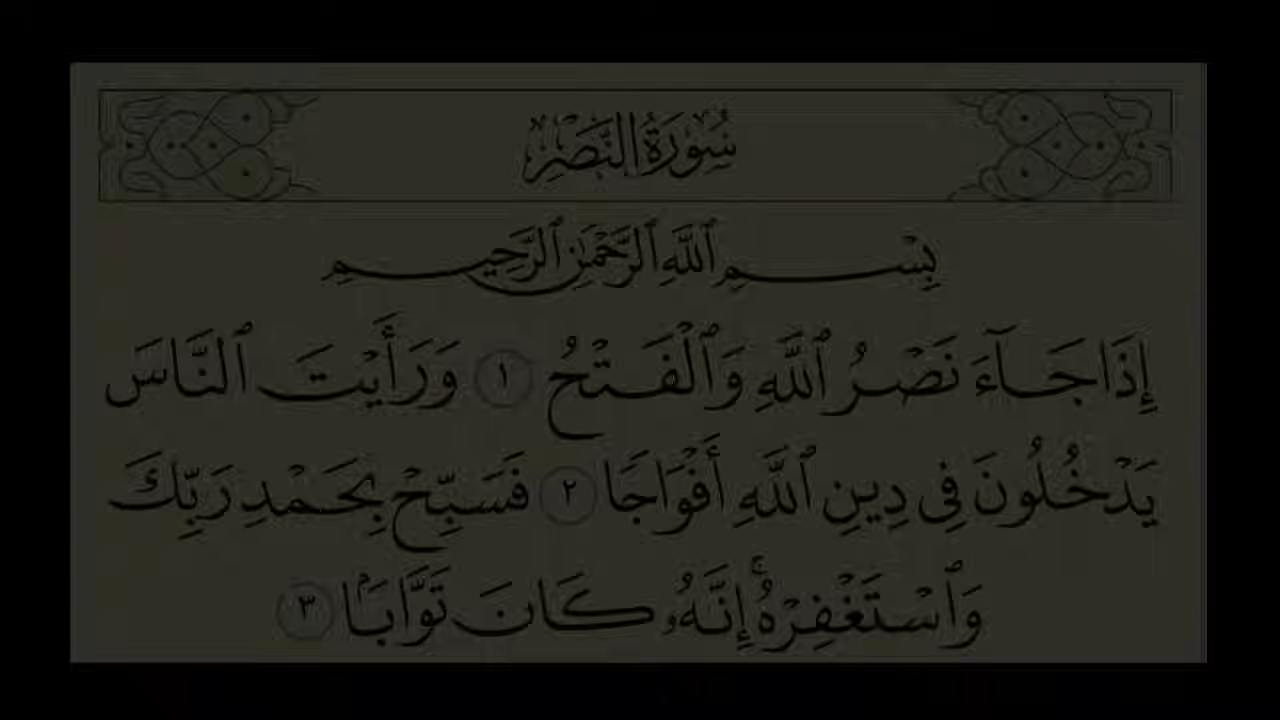 سُورَةُ النَّصْرِ
بِسْمِ ٱللَّهِ ٱلرَّحْمَٰنِ ٱلرَّحِيمِ
إِذَا جَآءَ نَصْرُ ٱللَّهِ وَٱلْفَتْحُ ١ وَرَأَيْتَ ٱلنَّاسَ
يَدْخُلُونَ فِى دِينِ ٱللَّهِ أَفْوَاجًا ٢ فَسَبِّحْ بِحَمْدِ رَبِّكَ
وَٱسْتَغْفِرْهُ ۚ إِنَّهُۥ كَانَ تَوَّابًۢا ٣